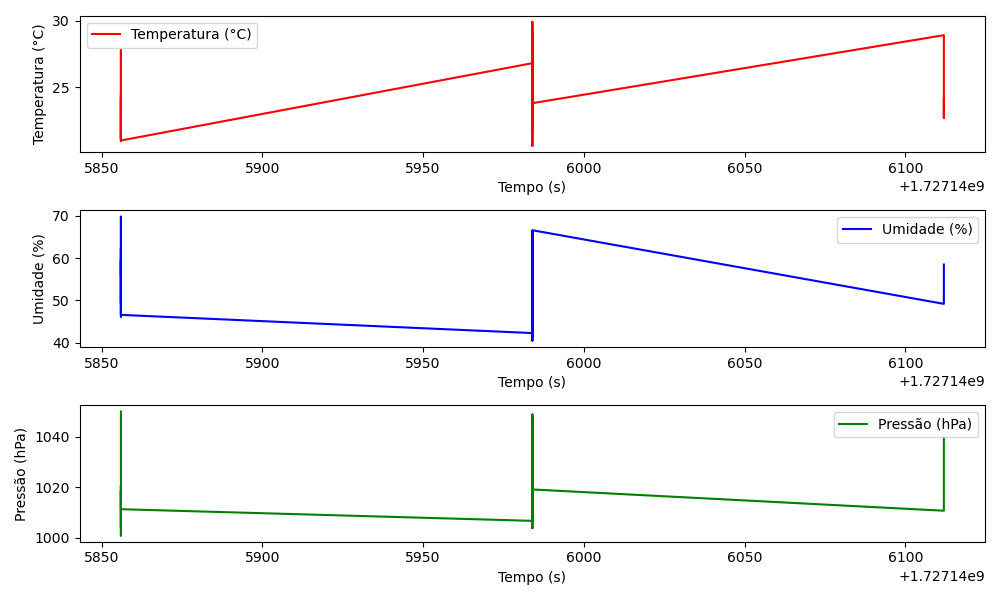 Temperatura (°C)
30
25
Temperatura (°C)
5850 5900 5950 6000 6050 6100
Tempo (s)
+1.72714e9
Umidade (%)
70
60
50
40
Umidade (%)
5850 5900 5950 6000 6050 6100
Tempo (s)
+1.72714e9
Pressão (hPa)
1040
1020
1000
Pressão (hPa)
5850 5900 5950 6000 6050 6100
Tempo (s)
+1.72714e9